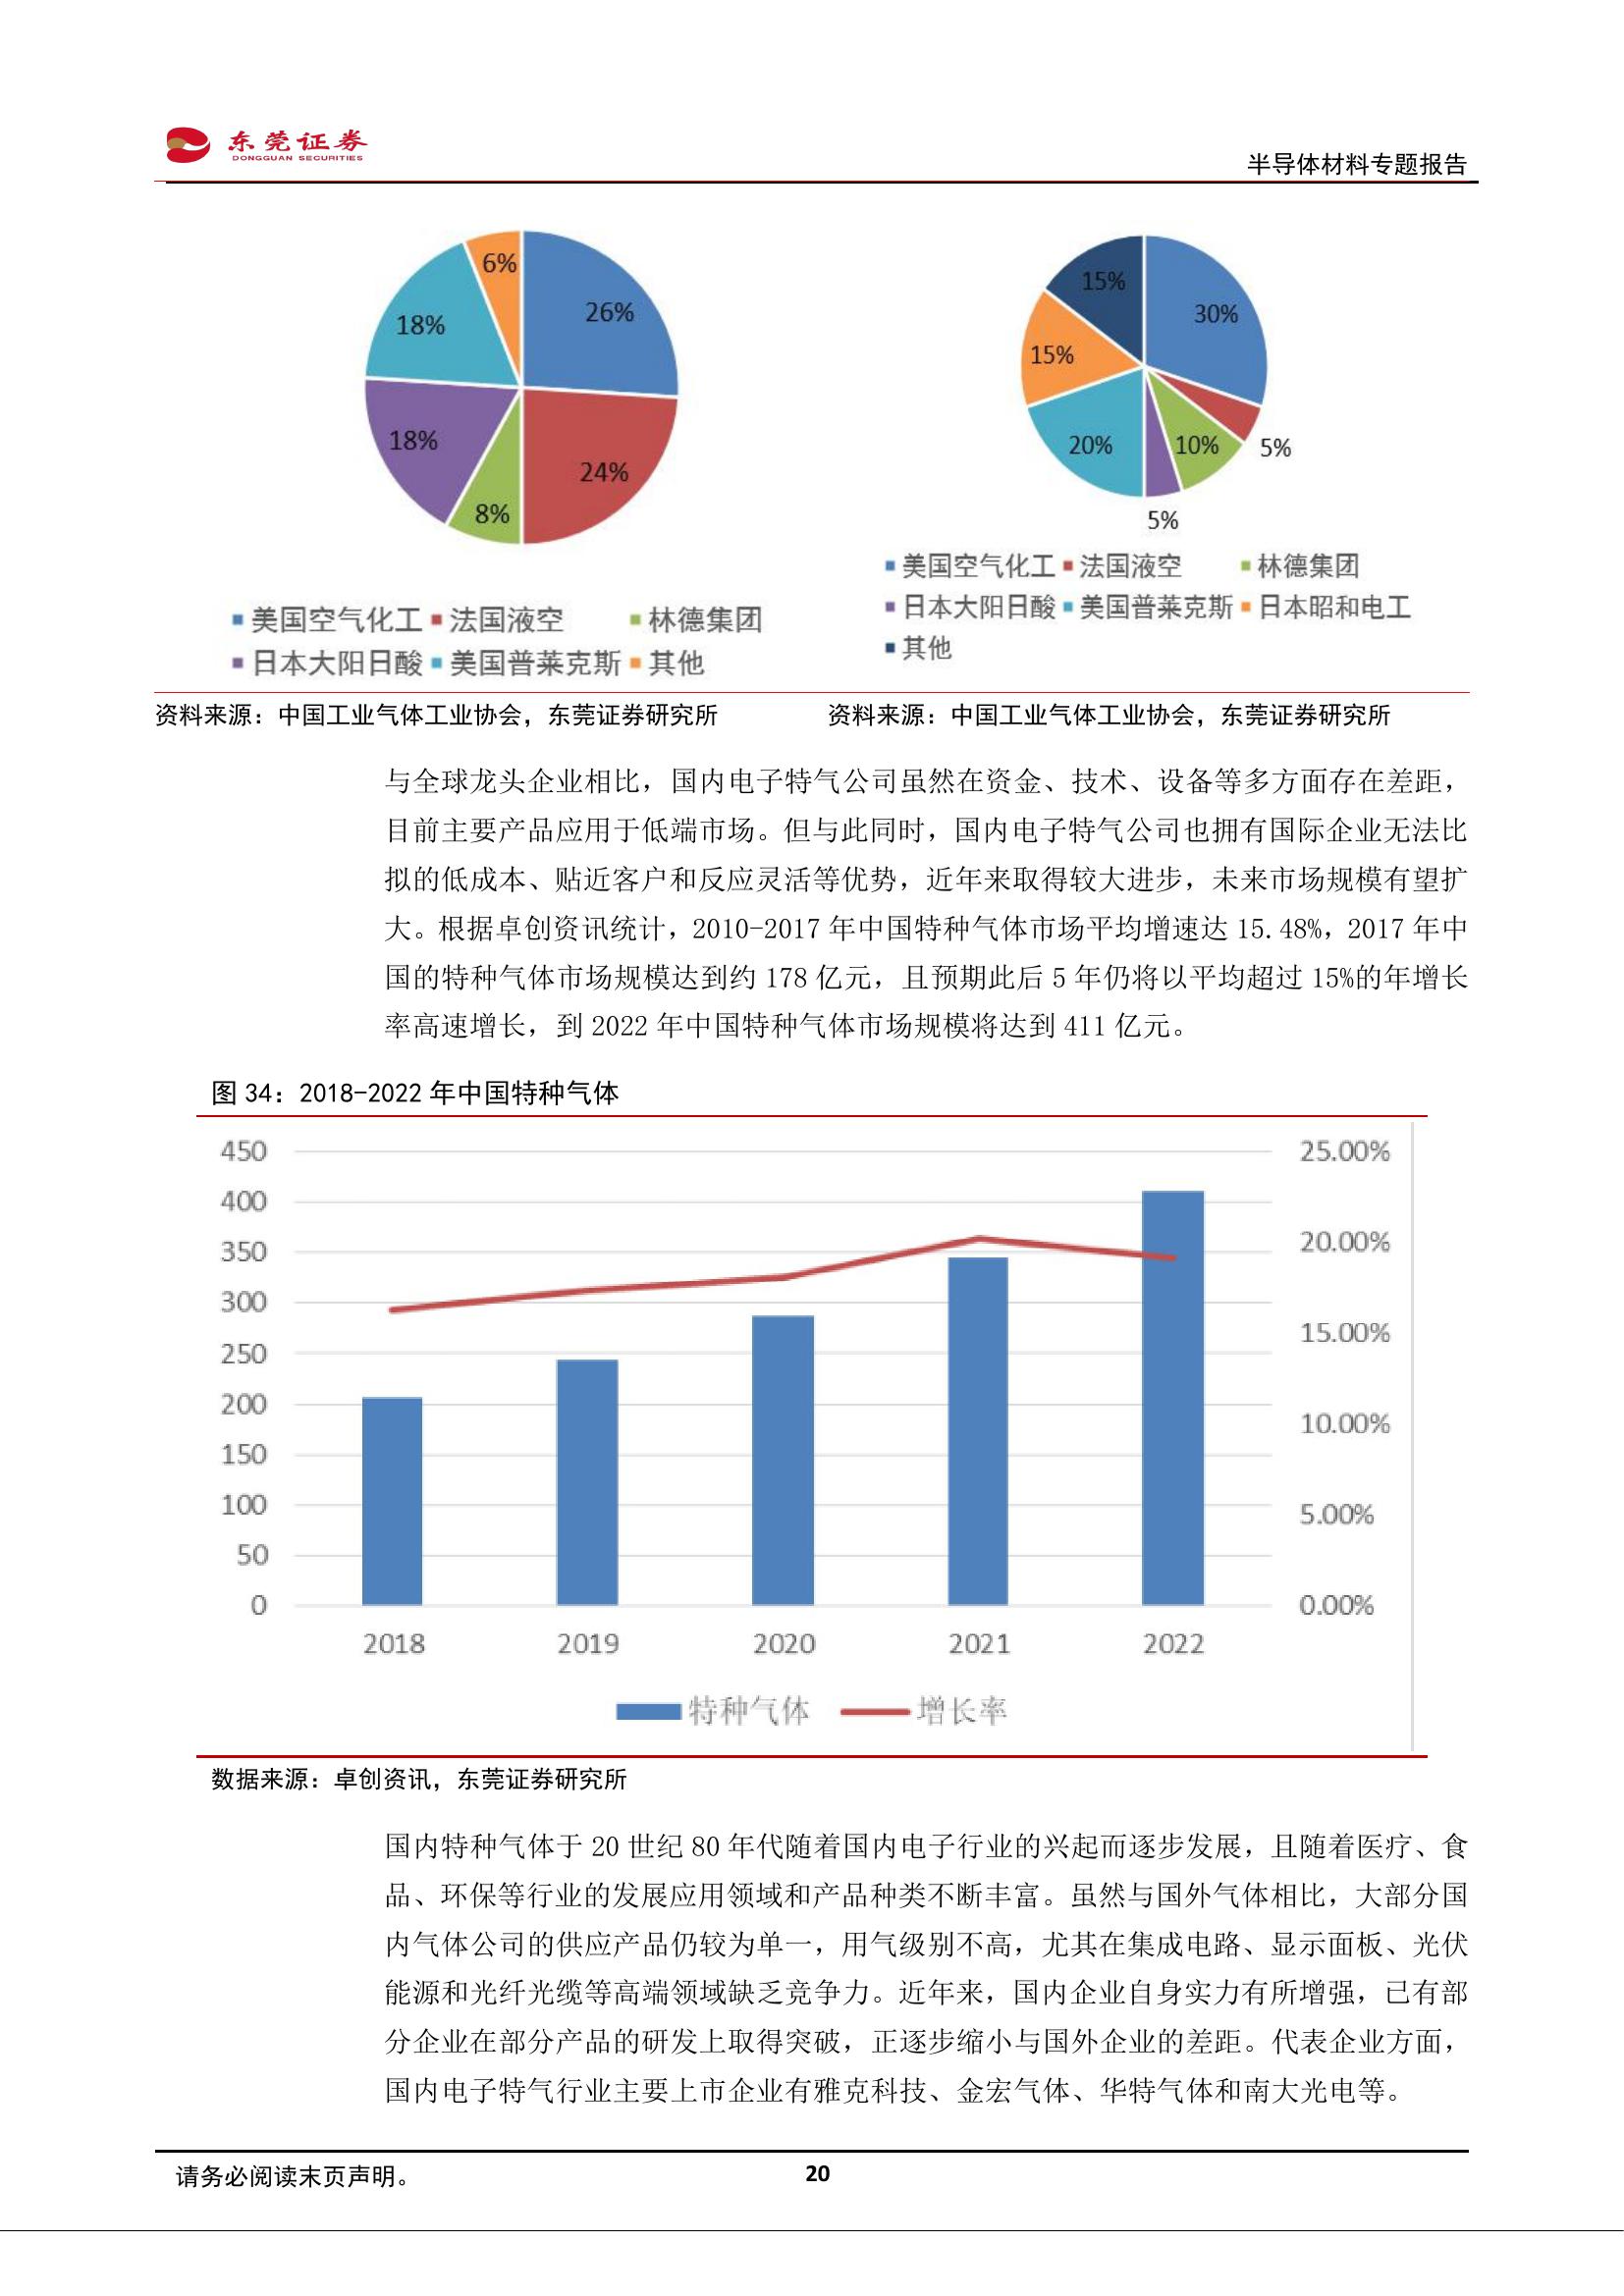 东莞证券
DONGGUAN SECURITIES
半导体材料专题报告
6%
26%
18%
18%
24%
8%
■美国空气化工 ■法国液空 ■林德集团
■日本大阳日酸 ■美国普莱克斯 ■其他
15%
30%
15%
20%
10%
5%
5%
■美国空气化工 ■法国液空 ■林德集团
■日本大阳日酸 ■美国普莱克斯 ■日本昭和电工
■其他
资料来源：中国工业气体工业协会，东莞证券研究所
资料来源：中国工业气体工业协会，东莞证券研究所
与全球龙头企业相比，国内电子特气公司虽然在资金、技术、设备等多方面存在差距，
目前主要产品应用于低端市场。但与此同时，国内电子特气公司也拥有国际企业无法比
拟的低成本、贴近客户和反应灵活等优势，近年来取得较大进步，未来市场规模有望扩
大。根据卓创资讯统计，2010-2017 年中国特种气体市场平均增速达 15.48%，2017 年中
国的特种气体市场规模达到约 178 亿元，且预期此后 5 年仍将以平均超过 15%的年增长
率高速增长，到 2022 年中国特种气体市场规模将达到 411 亿元。
图 34：2018-2022 年中国特种气体
450 25.00%
400
350 20.00%
300
250 15.00%
200
150 10.00%
100
50 5.00%
0 0.00%
2018 2019 2020 2021 2022
特种气体 增长率
数据来源：卓创资讯，东莞证券研究所
国内特种气体于 20 世纪 80 年代随着国内电子行业的兴起而逐步发展，且随着医疗、食
品、环保等行业的发展应用领域和产品种类不断丰富。虽然与国外气体相比，大部分国
内气体公司的供应产品仍较为单一，用气级别不高，尤其在集成电路、显示面板、光伏
能源和光纤光缆等高端领域缺乏竞争力。近年来，国内企业自身实力有所增强，已有部
分企业在部分产品的研发上取得突破，正逐步缩小与国外企业的差距。代表企业方面，
国内电子特气行业主要上市企业有雅克科技、金宏气体、华特气体和南大光电等。
请务必阅读末页声明。
20